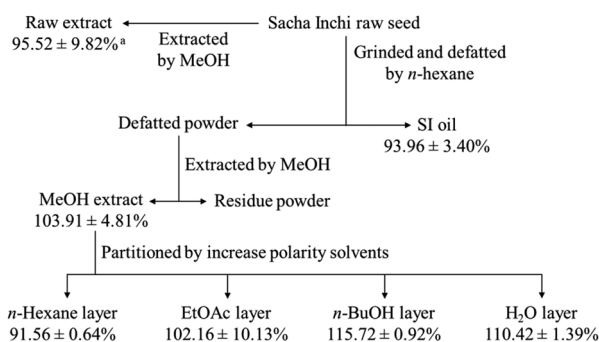 Raw extract
95.52 ± 9.82%ᵃ
Extracted
by MeOH
Sacha Inchi raw seed
Grinded and defatted
by n-hexane
Defatted powder
SI oil
93.96 ± 3.40%
Extracted by MeOH
MeOH extract
103.91 ± 4.81%
Residue powder
Partitioned by increase polarity solvents
n-Hexane layer
91.56 ± 0.64%
EtOAc layer
102.16 ± 10.13%
n-BuOH layer
115.72 ± 0.92%
H₂O layer
110.42 ± 1.39%